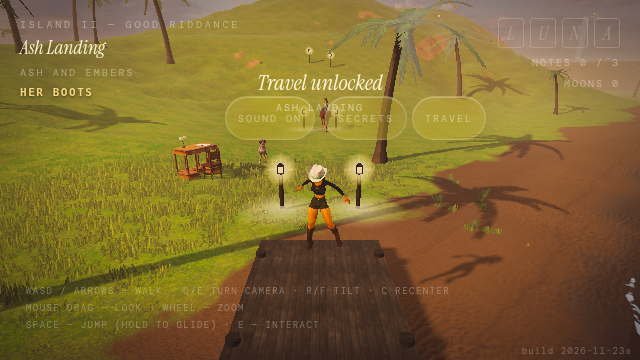 ISLAND II — GOOD RIDDANCE
Ash Landing
ASH AND EMBERS
HER BOOTS
LUNA
NOTES 0 / 3
MOONS 0
Travel unlocked
ASH LANDING
SOUND ON
SECRETS
TRAVEL
WASD / ARROWS — WALK · Q/E TURN CAMERA · R/F TILT · C RECENTER
MOUSE DRAG — LOOK · WHEEL — ZOOM
SPACE — JUMP (HOLD TO GLIDE) · E — INTERACT
build 2026-11-23a